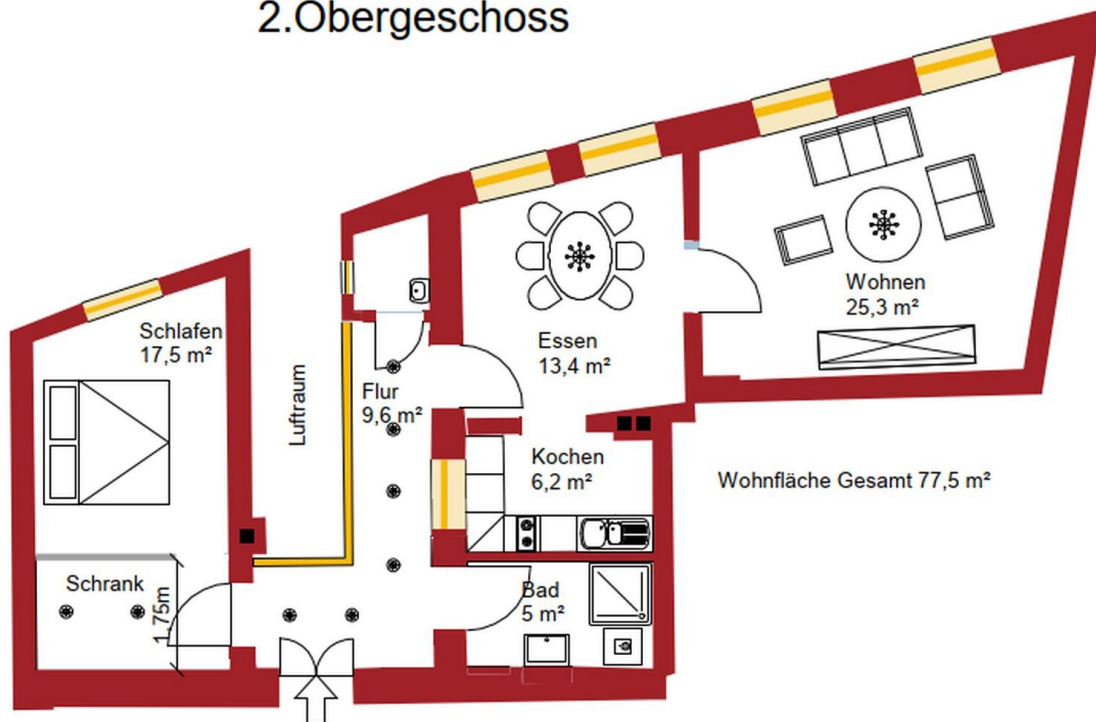 2.Obergeschoss
Wohnen
25,3 m²
Schlafen
17,5 m²
Essen
13,4 m²
Luftraum
Flur
9,6 m²
Kochen
6,2 m²
Wohnfläche Gesamt 77,5 m²
Schrank
1,75m
Bad
5 m²